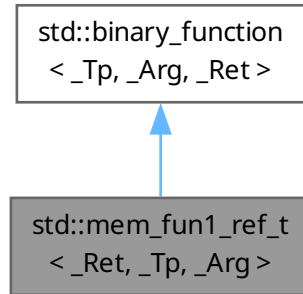 std::binary_function
< _Tp, _Arg, _Ret >
std::mem_fun1_ref_t
< _Ret, _Tp, _Arg >